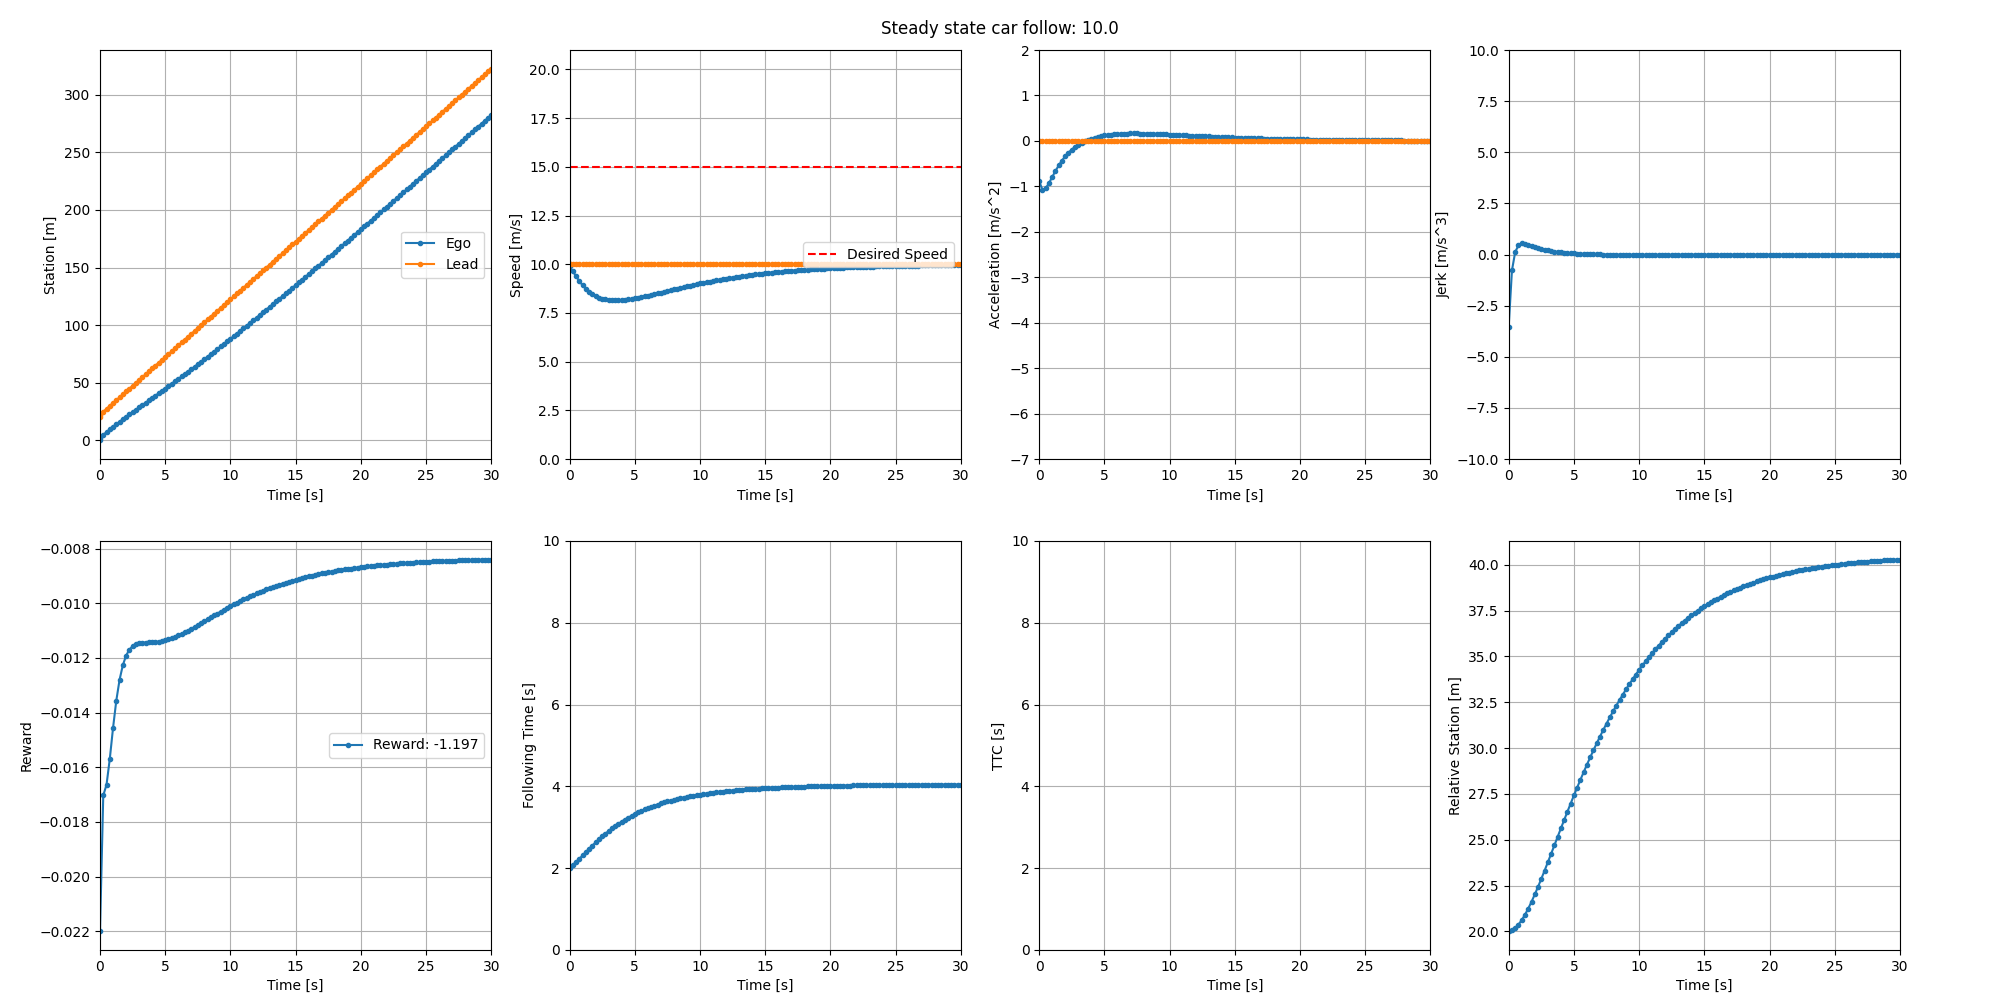 Steady state car follow: 10.0
Station [m]
300
250
200
150
100
50
0
Ego
Lead
0 5 10 15 20 25 30
Time [s]
Speed [m/s]
20.0
17.5
15.0
12.5
10.0
7.5
5.0
2.5
0.0
Desired Speed
0 5 10 15 20 25 30
Time [s]
Acceleration [m/s^2]
2
1
0
−1
−2
−3
−4
−5
−6
−7
0 5 10 15 20 25 30
Time [s]
Jerk [m/s^3]
10.0
7.5
5.0
2.5
0.0
−2.5
−5.0
−7.5
−10.0
0 5 10 15 20 25 30
Time [s]
Reward
−0.008
−0.010
−0.012
−0.014
−0.016
−0.018
−0.020
−0.022
Reward: -1.197
0 5 10 15 20 25 30
Time [s]
Following Time [s]
10
8
6
4
2
0
0 5 10 15 20 25 30
Time [s]
TTC [s]
10
8
6
4
2
0
0 5 10 15 20 25 30
Time [s]
Relative Station [m]
40.0
37.5
35.0
32.5
30.0
27.5
25.0
22.5
20.0
0 5 10 15 20 25 30
Time [s]